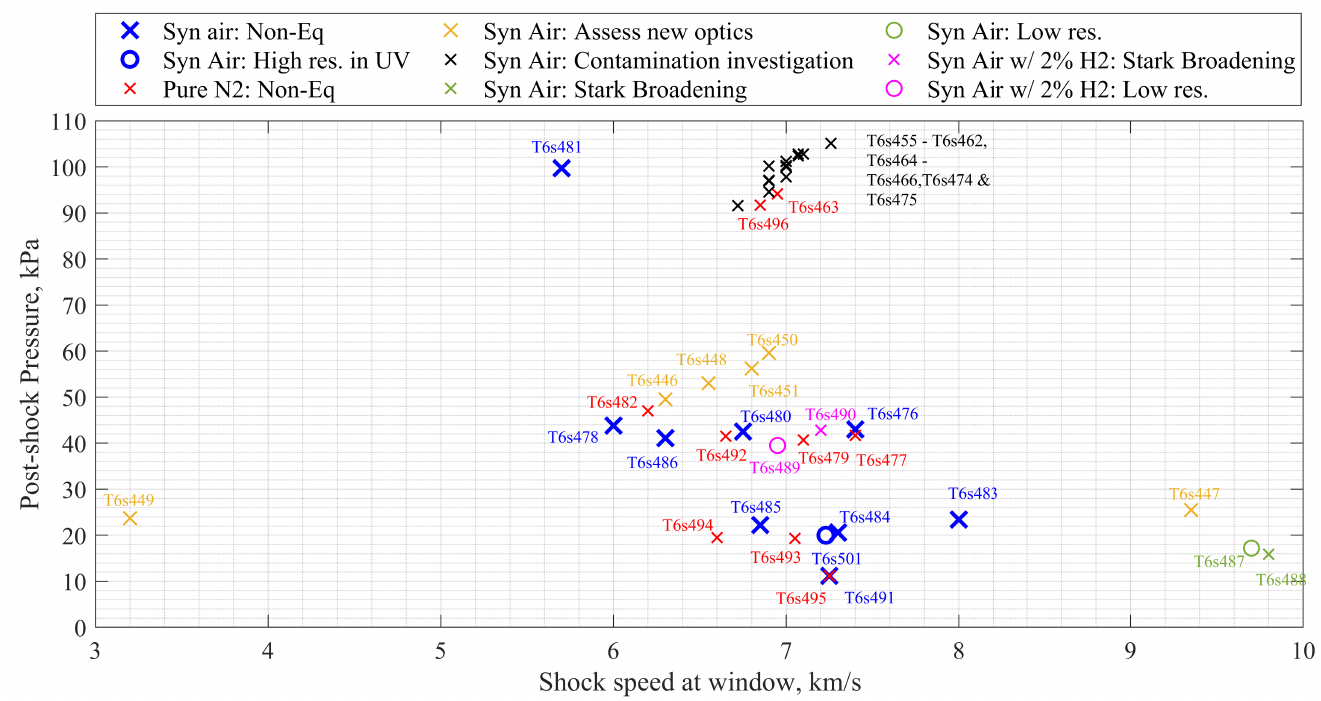 Syn air: Non-Eq
Syn Air: High res. in UV
Pure N2: Non-Eq
Syn Air: Assess new optics
Syn Air: Contamination investigation
Syn Air: Stark Broadening
Syn Air: Low res.
Syn Air w/ 2% H2: Stark Broadening
Syn Air w/ 2% H2: Low res.
Post-shock Pressure, kPa
110
100
90
80
70
60
50
40
30
20
10
0
T6s481
T6s455 - T6s462,
T6s464 -
T6s466,T6s474 &
T6s475
T6s463
T6s496
T6s450
T6s448
T6s451
T6s446
T6s482
T6s480
T6s490
T6s476
T6s478
T6s486
T6s492
T6s489
T6s479
T6s477
T6s449
T6s485
T6s483
T6s447
T6s494
T6s484
T6s493
T6s501
T6s487
T6s488
T6s495
T6s491
3
4
5
6
7
8
9
10
Shock speed at window, km/s